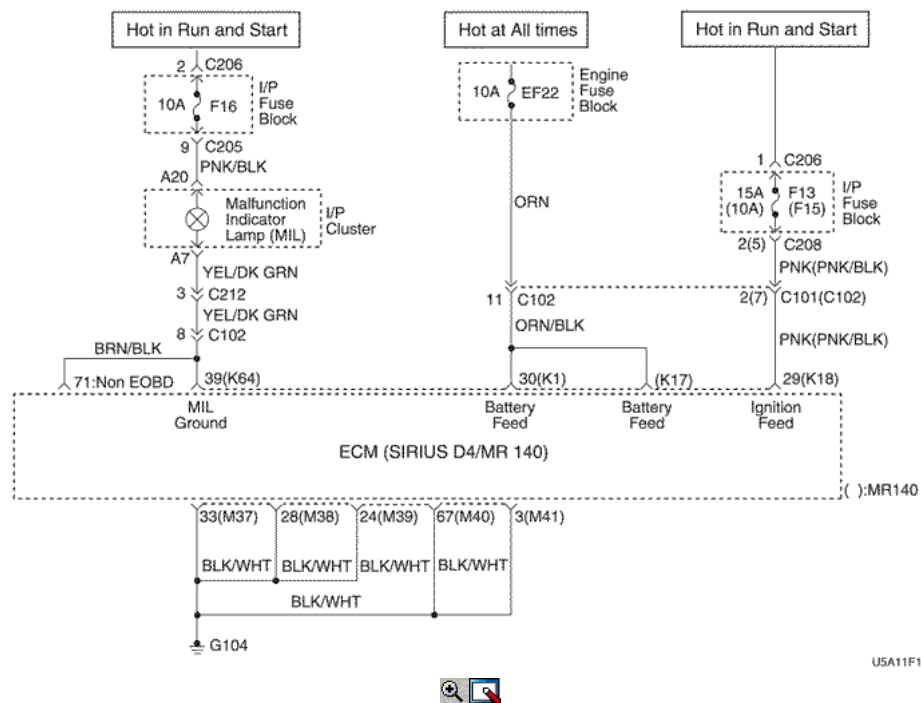 Hot in Run and Start
Hot at All times
Hot in Run and Start
2 C206
10A F16
I/P
Fuse
Block
9 C205
PNK/BLK
A20
Malfunction
Indicator
Lamp (MIL)
I/P
Cluster
A7
YEL/DK GRN
3 C212
YEL/DK GRN
8 C102
BRN/BLK
10A EF22
Engine
Fuse
Block
ORN
11 C102
ORN/BLK
1 C206
15A F13
(10A) (F15)
I/P
Fuse
Block
2(5) C208
PNK(PNK/BLK)
2(7) C101(C102)
PNK(PNK/BLK)
71:Non EOBD
39(K64)
30(K1)
(K17)
29(K18)
MIL
Ground
Battery
Feed
Battery
Feed
Ignition
Feed
ECM (SIRIUS D4/MR 140)
( ):MR140
33(M37) 28(M38) 24(M39) 67(M40) 3(M41)
BLK/WHT BLK/WHT BLK/WHT BLK/WHT
BLK/WHT
G104
U5A11F1